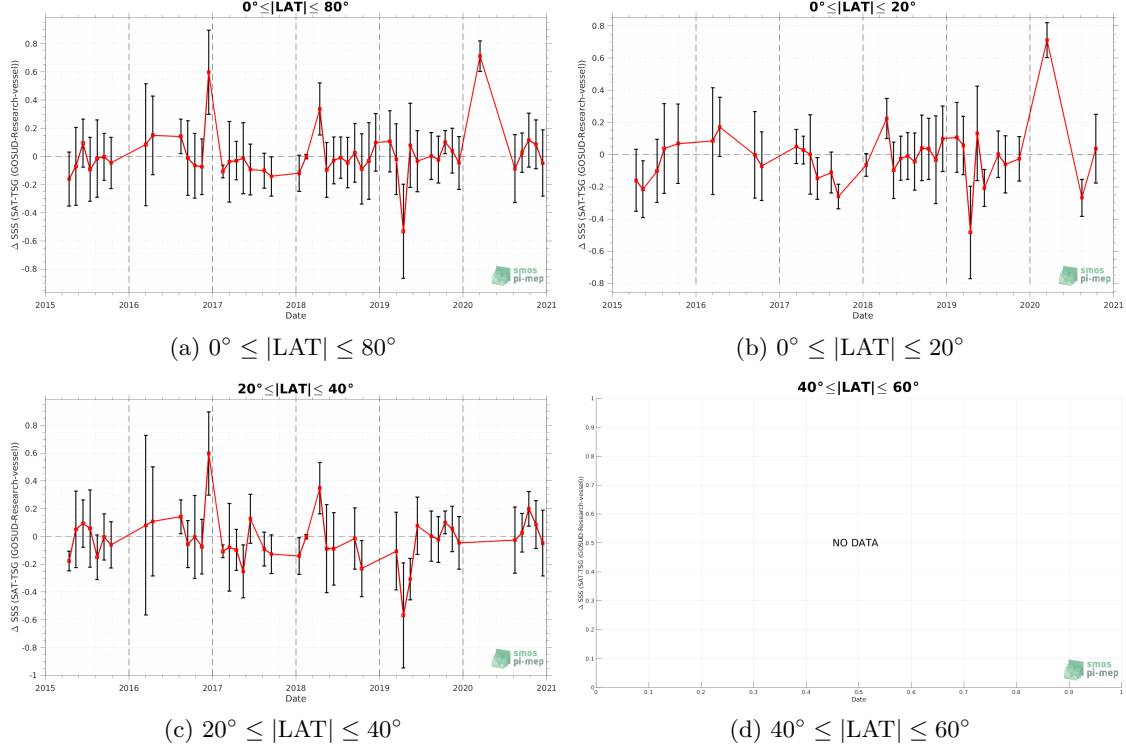 0°≤|LAT|≤ 80°
Δ SSS (SAT-TSG (GOSUD-Research-vessel))
0.8
0.6
0.4
0.2
0
-0.2
-0.4
-0.6
-0.8
2015 2016 2017 2018 2019 2020 2021
Date
smos
pi-mep
(a) 0° ≤ |LAT| ≤ 80°
0°≤|LAT|≤ 20°
Δ SSS (SAT-TSG (GOSUD-Research-vessel))
0.8
0.6
0.4
0.2
0
-0.2
-0.4
-0.6
-0.8
2015 2016 2017 2018 2019 2020 2021
Date
smos
pi-mep
(b) 0° ≤ |LAT| ≤ 20°
20°≤|LAT|≤ 40°
Δ SSS (SAT-TSG (GOSUD-Research-vessel))
0.8
0.6
0.4
0.2
0
-0.2
-0.4
-0.6
-0.8
-1
2015 2016 2017 2018 2019 2020 2021
Date
smos
pi-mep
(c) 20° ≤ |LAT| ≤ 40°
40°≤|LAT|≤ 60°
Δ SSS (SAT-TSG (GOSUD-Research-vessel))
1
0.9
0.8
0.7
0.6
0.5
0.4
0.3
0.2
0.1
0
NO DATA
0 0.1 0.2 0.3 0.4 0.5 0.6 0.7 0.8 0.9 1
Date
smos
pi-mep
(d) 40° ≤ |LAT| ≤ 60°